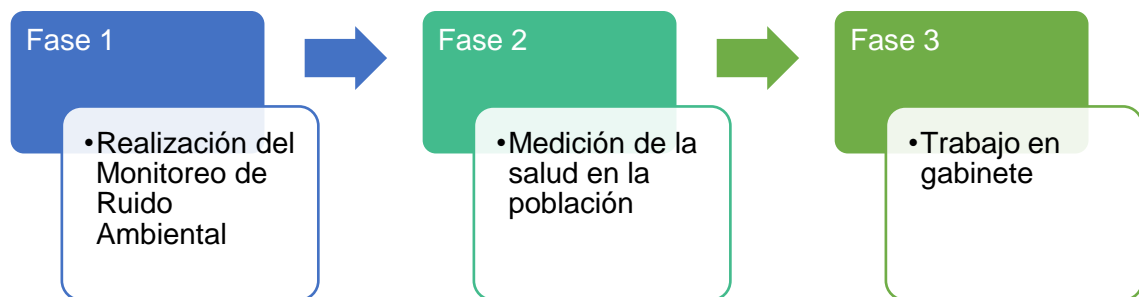 Fase 1
•Realización del
Monitoreo de
Ruido
Ambiental
Fase 2
•Medición de la
salud en la
población
Fase 3
•Trabajo en
gabinete